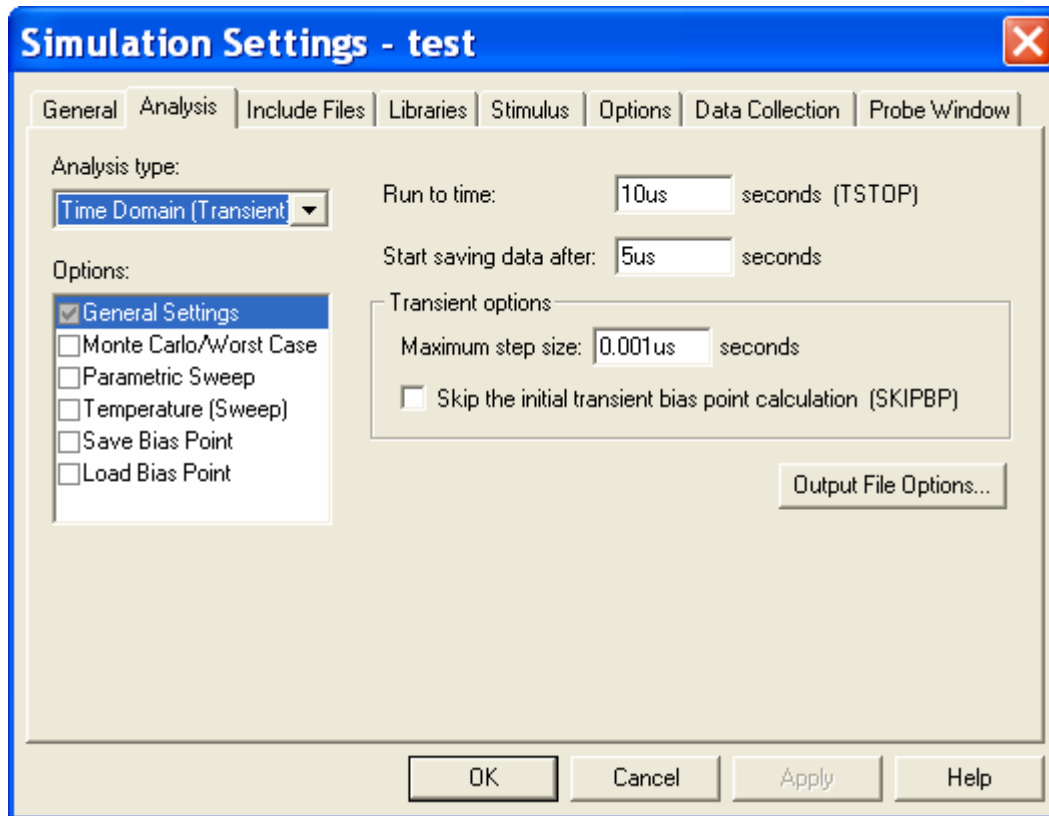 Simulation Settings - test
General Analysis Include Files Libraries Stimulus Options Data Collection Probe Window
Analysis type:
Time Domain (Transient)
Run to time: 10us seconds (TSTOP)
Start saving data after: 5us seconds
Options:
General Settings
Monte Carlo/Worst Case
Parametric Sweep
Temperature (Sweep)
Save Bias Point
Load Bias Point
Transient options
Maximum step size: 0.001us seconds
Skip the initial transient bias point calculation (SKIPBP)
Output File Options...
OK Cancel Apply Help